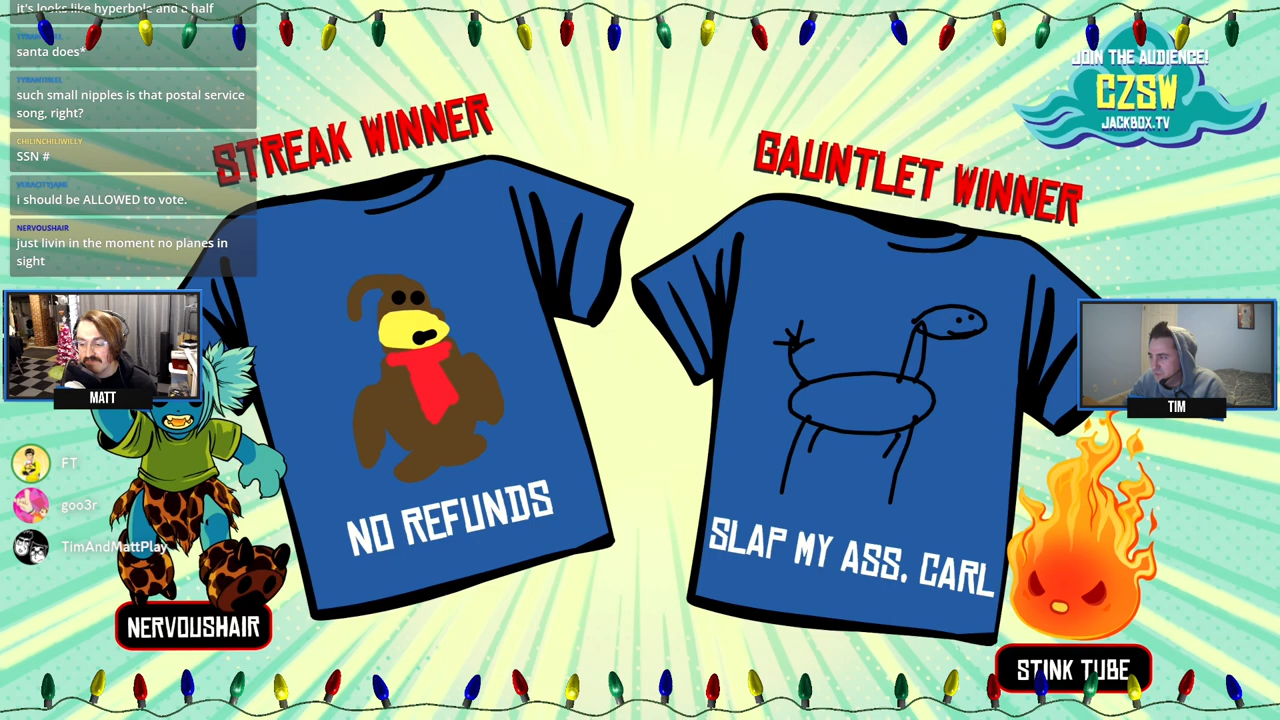 it's looks like hyperbole and a half
santa does*
such small nipples is that postal service
song, right?
CHILINCHILIWILLY
SSN #
i should be ALLOWED to vote.
NERVOUSHAIR
just livin in the moment no planes in
sight
STREAK WINNER
GAUNTLET WINNER
JOIN THE AUDIENCE!
CZSW
JACKBOX.TV
MATT
TIM
FT
goo3r
TimAndMattPlay
NO REFUNDS
SLAP MY ASS, CARL
NERVOUSHAIR
STINK TUBE